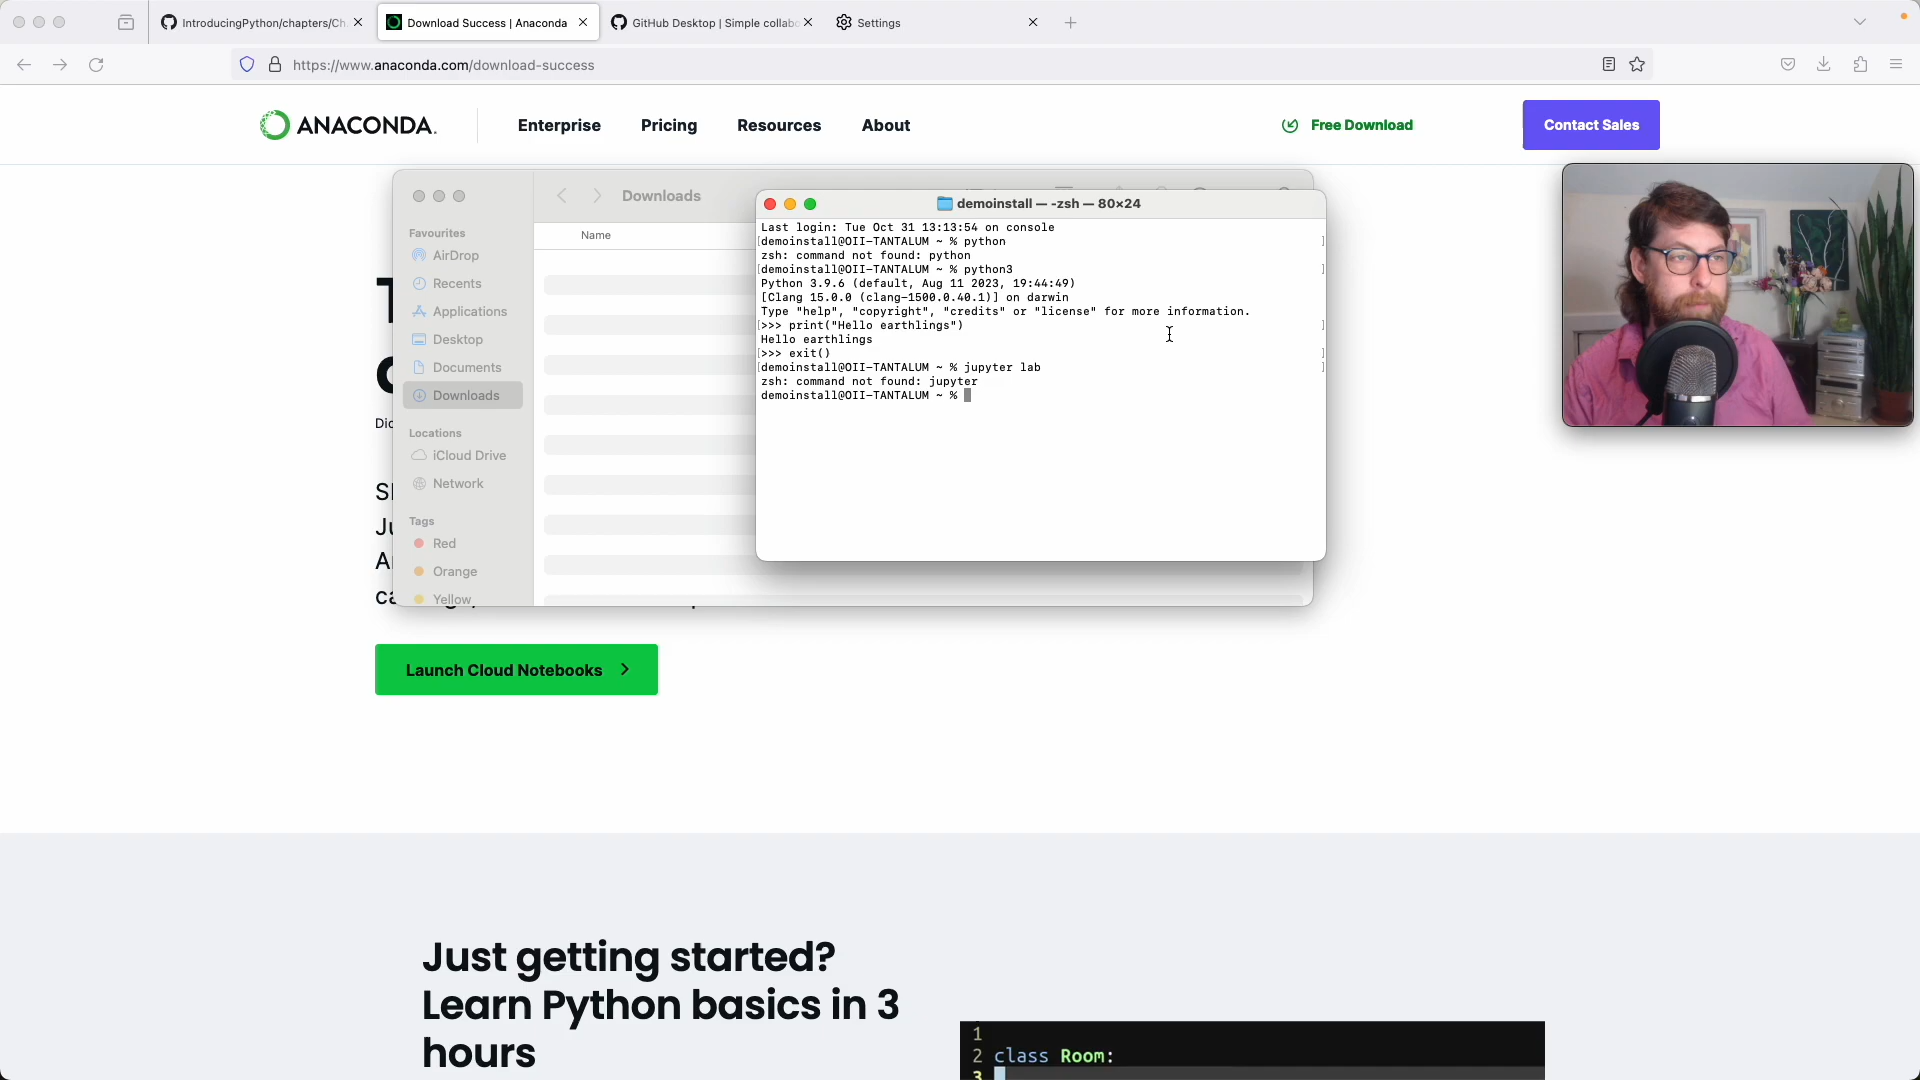 IntroducingPython/chapters/Ch
Download Success | Anaconda
GitHub Desktop | Simple collabo
Settings
https://www.anaconda.com/download-success
ANACONDA.
Enterprise
Pricing
Resources
About
Free Download
Contact Sales
Downloads
Favourites
AirDrop
Recents
Applications
Desktop
Documents
Downloads
Locations
iCloud Drive
Network
Tags
Red
Orange
Yellow
Name
demoinstall — -zsh — 80×24
Last login: Tue Oct 31 13:13:54 on console
demoinstall@OII-TANTALUM ~ % python
zsh: command not found: python
demoinstall@OII-TANTALUM ~ % python3
Python 3.9.6 (default, Aug 11 2023, 19:44:49)
[Clang 15.0.0 (clang-1500.0.40.1)] on darwin
Type "help", "copyright", "credits" or "license" for more information.
>>> print("Hello earthlings")
Hello earthlings
>>> exit()
demoinstall@OII-TANTALUM ~ % jupyter lab
zsh: command not found: jupyter
demoinstall@OII-TANTALUM ~ %
Launch Cloud Notebooks
Just getting started?
Learn Python basics in 3
hours
1
2 class Room:
3